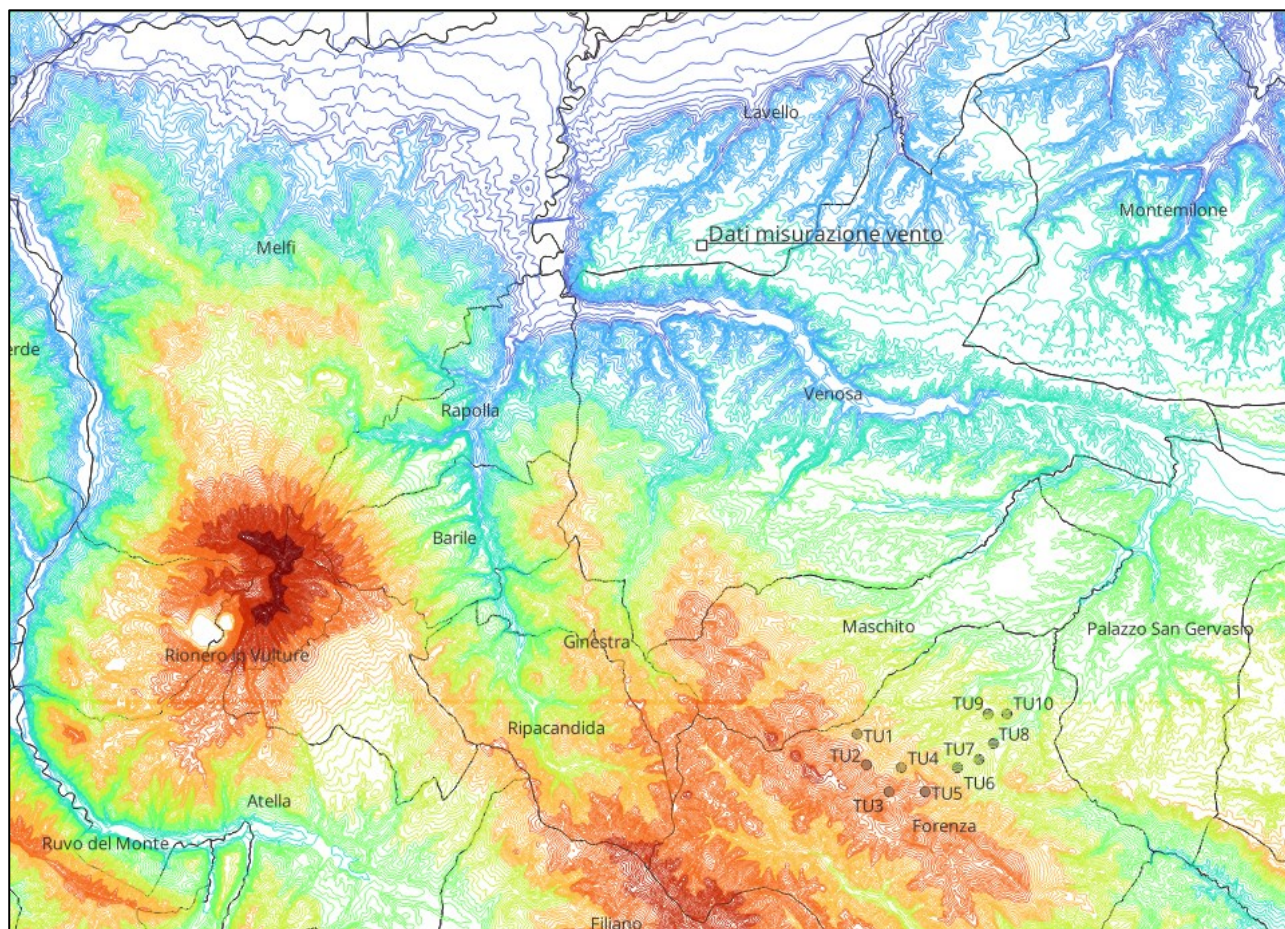 Lavello
Montemilone
Dati misurazione vento
Melfi
erde
Venosa
Rapolla
Barile
Maschito
Palazzo San Gervasio
Ginestra
Rionero in Vulture
TU9
TU10
Ripacandida
TU1
TU8
TU7
TU2
TU4
TU6
TU3
TU5
Atella
Forenza
Ruvo del Monte
Filiano